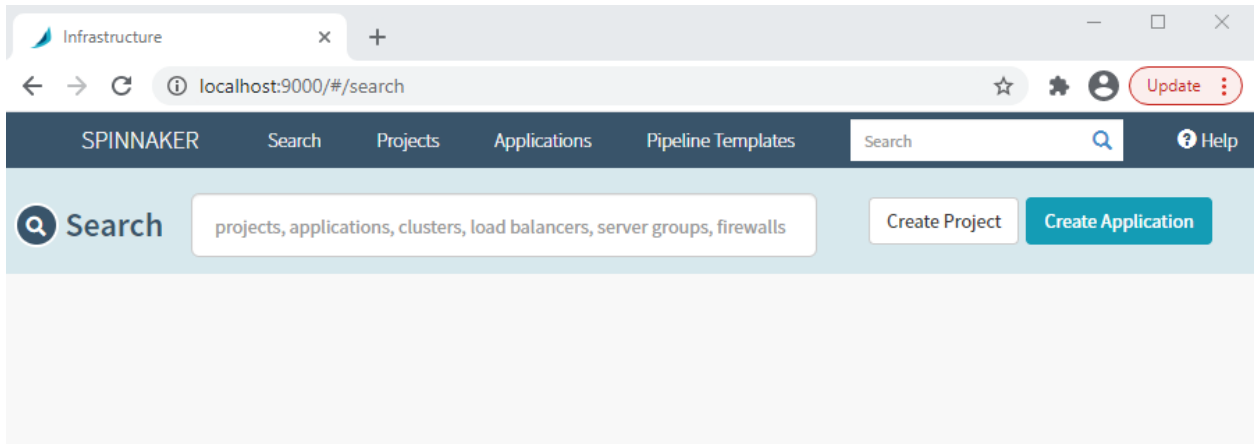 Infrastructure
localhost:9000/#/search
Update
SPINNAKER Search Projects Applications Pipeline Templates Search Help
Search projects, applications, clusters, load balancers, server groups, firewalls Create Project Create Application